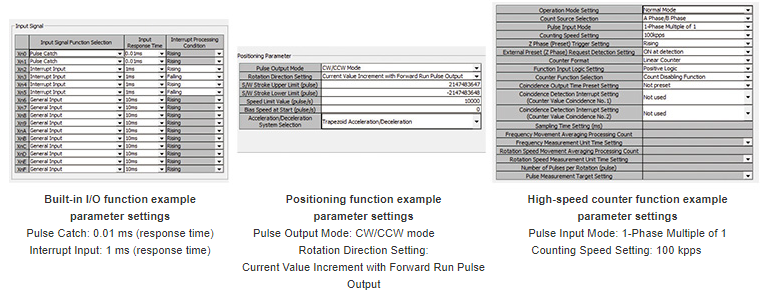 Input Signal
Input Signal Function Selection Input Response Time Interrupt Processing Condition
Xn0 Pulse Catch 0.01ms Rising
Xn1 Pulse Catch 0.01ms Rising
Xn2 Interrupt Input 1ms Rising
Xn3 Interrupt Input 1ms Falling
Xn4 Interrupt Input 1ms Rising
Xn5 Interrupt Input 1ms Falling
Xn6 General Input 10ms Rising
Xn7 General Input 10ms Rising
Xn8 General Input 10ms Rising
Xn9 General Input 10ms Rising
XnA General Input 10ms Rising
XnB General Input 10ms Rising
XnC General Input 10ms Rising
XnD General Input 10ms Rising
XnE General Input 10ms Rising
XnF General Input 10ms Rising
Built-in I/O function example
parameter settings
Pulse Catch: 0.01 ms (response time)
Interrupt Input: 1 ms (response time)
Positioning Parameter
Pulse Output Mode CW/CCW Mode
Rotation Direction Setting Current Value Increment with Forward Run Pulse Output
S/W Stroke Upper Limit (pulse) 2147483647
S/W Stroke Lower Limit (pulse) -2147483648
Speed Limit Value (pulse/s) 10000
Bias Speed at Start (pulse/s) 0
Acceleration/Deceleration System Selection Trapezoid Acceleration/Deceleration
Positioning function example
parameter settings
Pulse Output Mode: CW/CCW mode
Rotation Direction Setting:
Current Value Increment with Forward Run Pulse
Output
Operation Mode Setting Normal Mode
Count Source Selection A Phase/B Phase
Pulse Input Mode 1-Phase Multiple of 1
Counting Speed Setting 100kpps
Z Phase (Preset) Trigger Setting Rising
External Preset (Z Phase) Request Detection Setting ON at detection
Counter Format Linear Counter
Function Input Logic Setting Positive Logic
Counter Function Selection Count Disabling Function
Coincidence Output Time Preset Setting Not preset
Coincidence Detection Interrupt Setting (Counter Value Coincidence No.1) Not used
Coincidence Detection Interrupt Setting (Counter Value Coincidence No.2) Not used
Sampling Time Setting (ms)
Frequency Movement Averaging Processing Count
Frequency Measurement Unit Time Setting
Rotation Speed Movement Averaging Processing Count
Rotation Speed Measurement Unit Time Setting
Number of Pulses per Rotation (pulse)
Pulse Measurement Target Setting
High-speed counter function example
parameter settings
Pulse Input Mode: 1-Phase Multiple of 1
Counting Speed Setting: 100 kpps